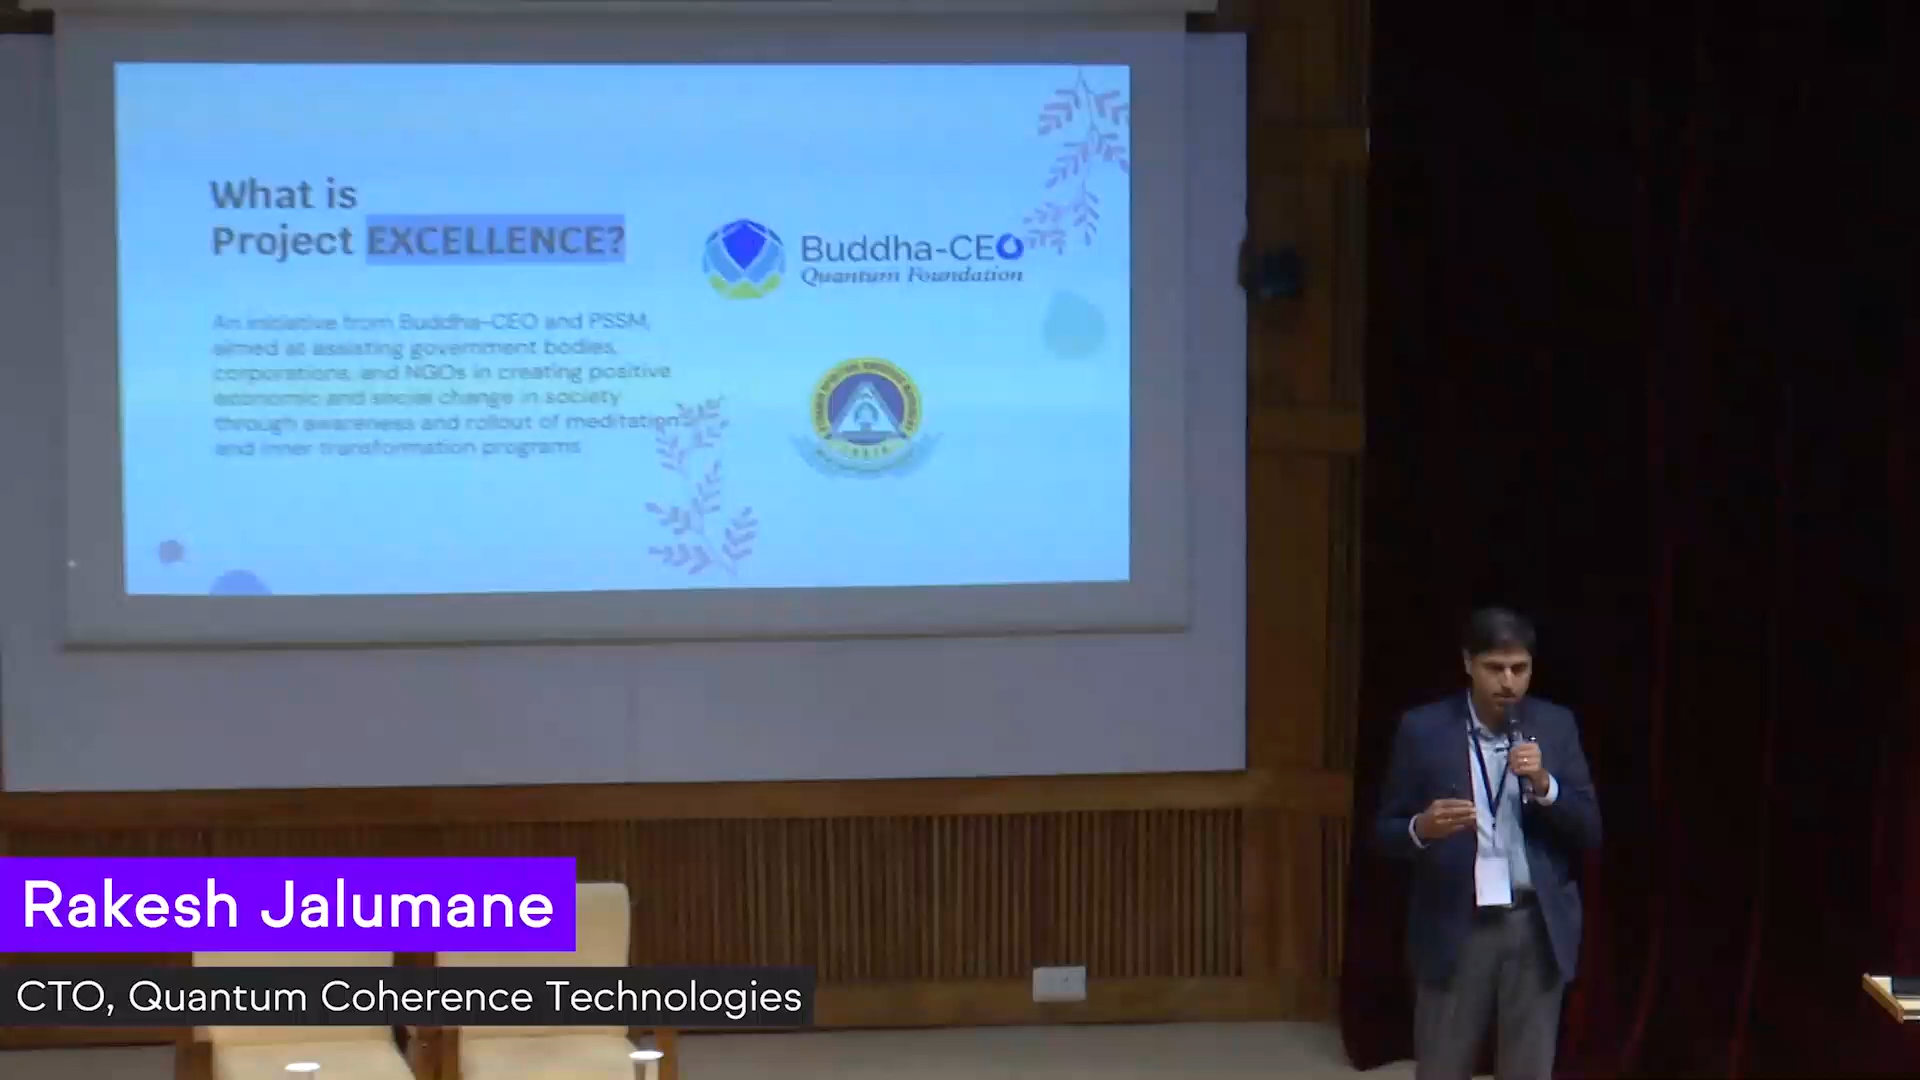 What is
Project EXCELLENCE?
An initiative from Buddha-CEO and PSSM,
aimed at assisting government bodies,
corporations, and NGOs in creating positive
economic and social change in society
through awareness and rollout of meditation
and inner transformation programs
Buddha-CEO
Quantum Foundation
Rakesh Jalumane
CTO, Quantum Coherence Technologies